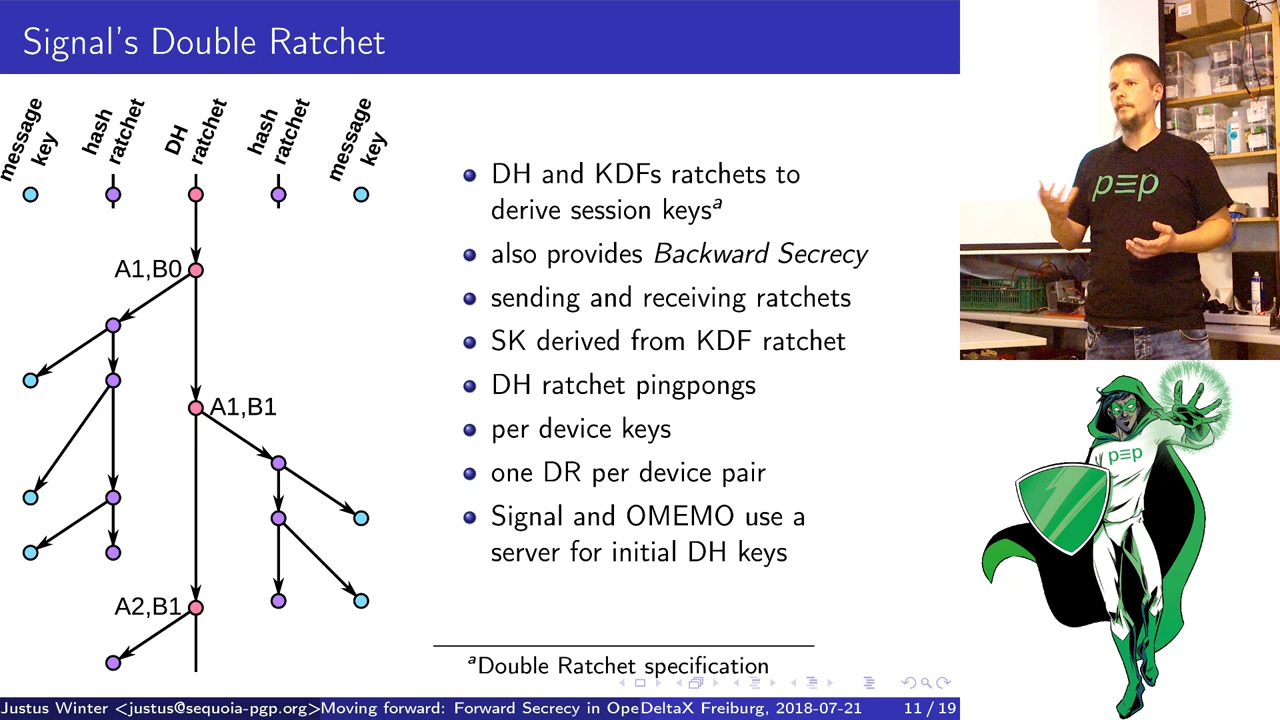 Signal's Double Ratchet
message
key
hash
ratchet
DH
ratchet
hash
ratchet
message
key
A1,B0
A1,B1
A2,B1
DH and KDFs ratchets to
derive session keysᵃ
also provides Backward Secrecy
sending and receiving ratchets
SK derived from KDF ratchet
DH ratchet pingpongs
per device keys
one DR per device pair
Signal and OMEMO use a
server for initial DH keys
ᵃDouble Ratchet specification
Justus Winter <justus@sequoia-pgp.org>
Moving forward: Forward Secrecy in Ope
DeltaX Freiburg, 2018-07-21
11 / 19
p≡p
p≡p